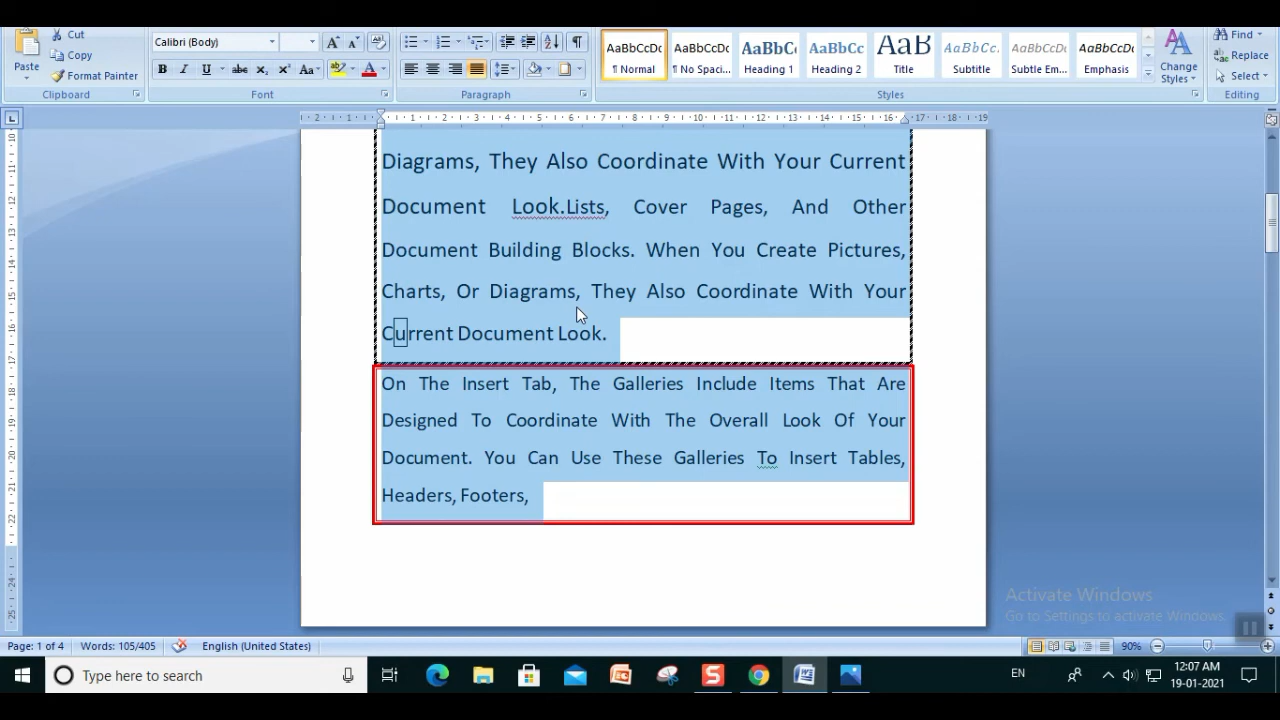 Cut
Copy
Paste
Format Painter
Clipboard
Calibri (Body)
Font
Paragraph
AaBbCcDc
¶ Normal
AaBbCcDc
¶ No Spaci...
AaBbC
Heading 1
AaBbCc
Heading 2
AaB
Title
AaBbCc.
Subtitle
AaBbCcDc
Subtle Em...
AaBbCcDc
Emphasis
Change
Styles
Styles
Find
Replace
Select
Editing
Diagrams, They Also Coordinate With Your Current
Document Look.Lists, Cover Pages, And Other
Document Building Blocks. When You Create Pictures,
Charts, Or Diagrams, They Also Coordinate With Your
Current Document Look.
On The Insert Tab, The Galleries Include Items That Are
Designed To Coordinate With The Overall Look Of Your
Document. You Can Use These Galleries To Insert Tables,
Headers, Footers,
Activate Windows
Go to Settings to activate Windows.
Page: 1 of 4
Words: 105/405
English (United States)
90%
Type here to search
EN
12:07 AM
19-01-2021